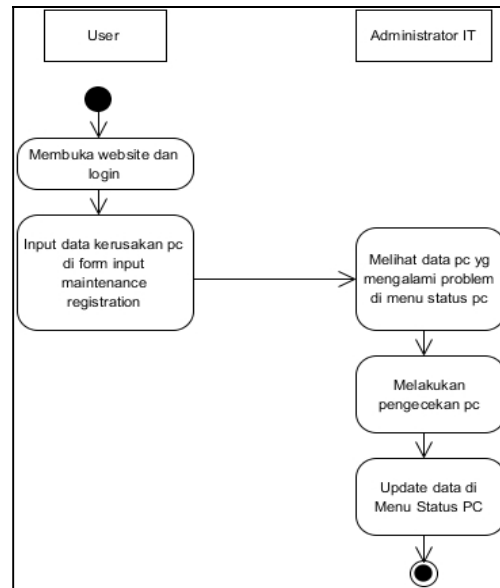 User
Administrator IT
Membuka website dan
login
Input data kerusakan pc
di form input
maintenance
registration
Melihat data pc yg
mengalami problem
di menu status pc
Melakukan
pengecekan pc
Update data di
Menu Status PC